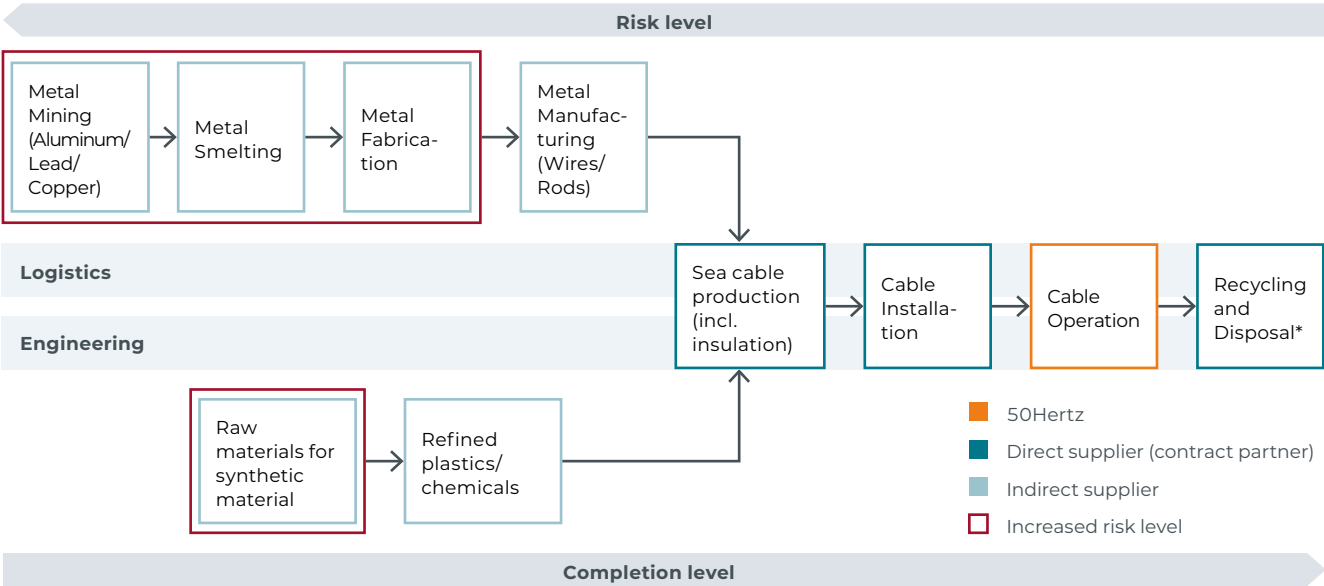 Risk level
Metal
Mining
(Aluminum/
Lead/
Copper)
Metal
Smelting
Metal
Fabrica-
tion
Metal
Manufac-
turing
(Wires/
Rods)
Logistics
Engineering
Sea cable
production
(incl.
insulation)
Cable
Installa-
tion
Cable
Operation
Recycling
and
Disposal*
Raw
materials for
synthetic
material
Refined
plastics/
chemicals
50Hertz
Direct supplier (contract partner)
Indirect supplier
Increased risk level
Completion level